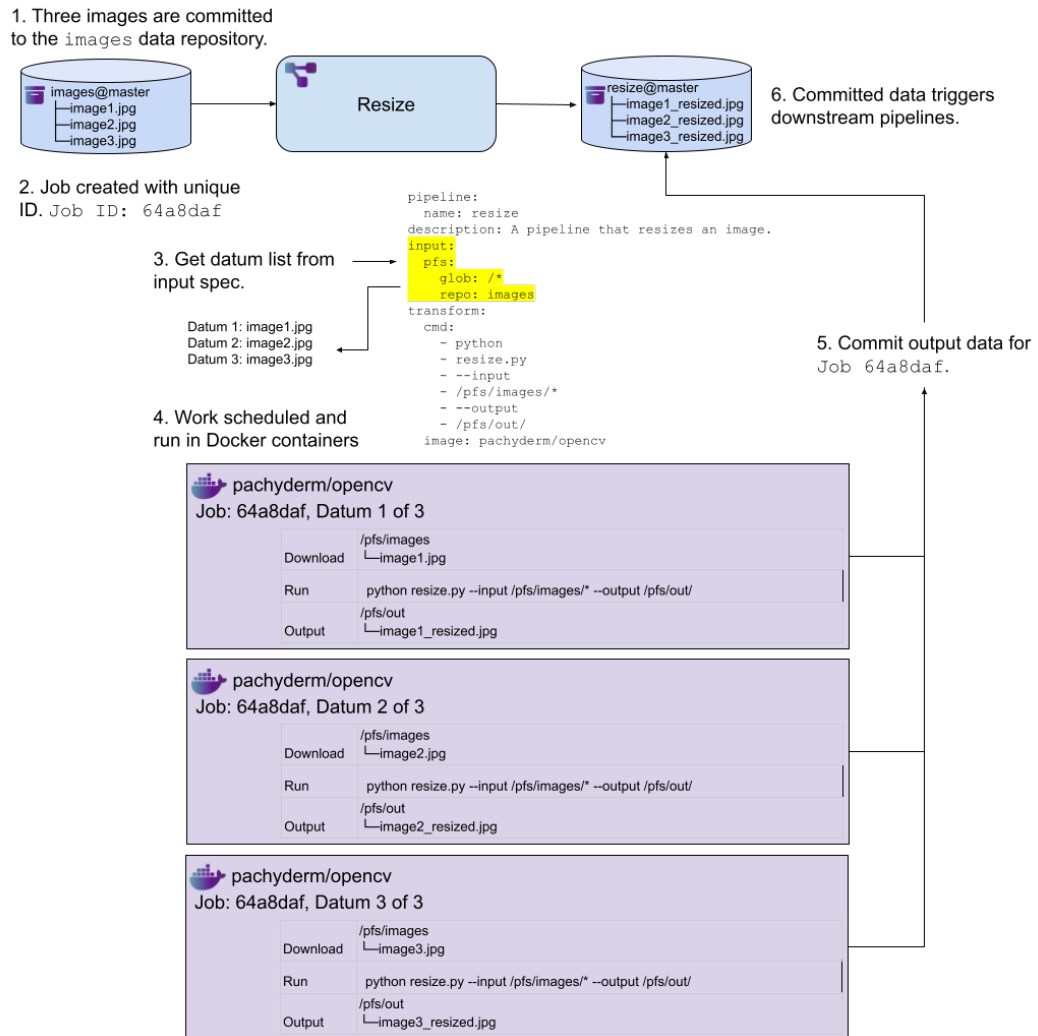 1. Three images are committed
to the images data repository.
images@master
image1.jpg
image2.jpg
image3.jpg
Resize
resize@master
image1_resized.jpg
image2_resized.jpg
image3_resized.jpg
6. Committed data triggers
downstream pipelines.
2. Job created with unique
ID. Job ID: 64a8daf
pipeline:
name: resize
description: A pipeline that resizes an image.
input:
pfs:
glob: /*
repo: images
transform:
cmd:
- python
- resize.py
- --input
- /pfs/images/*
- --output
- /pfs/out/
image: pachyderm/opencv
3. Get datum list from
input spec.
Datum 1: image1.jpg
Datum 2: image2.jpg
Datum 3: image3.jpg
5. Commit output data for
Job 64a8daf.
4. Work scheduled and
run in Docker containers
pachyderm/opencv
Job: 64a8daf, Datum 1 of 3
/pfs/images
Download image1.jpg
Run python resize.py --input /pfs/images/* --output /pfs/out/
/pfs/out
Output image1_resized.jpg
pachyderm/opencv
Job: 64a8daf, Datum 2 of 3
/pfs/images
Download image2.jpg
Run python resize.py --input /pfs/images/* --output /pfs/out/
/pfs/out
Output image2_resized.jpg
pachyderm/opencv
Job: 64a8daf, Datum 3 of 3
/pfs/images
Download image3.jpg
Run python resize.py --input /pfs/images/* --output /pfs/out/
/pfs/out
Output image3_resized.jpg